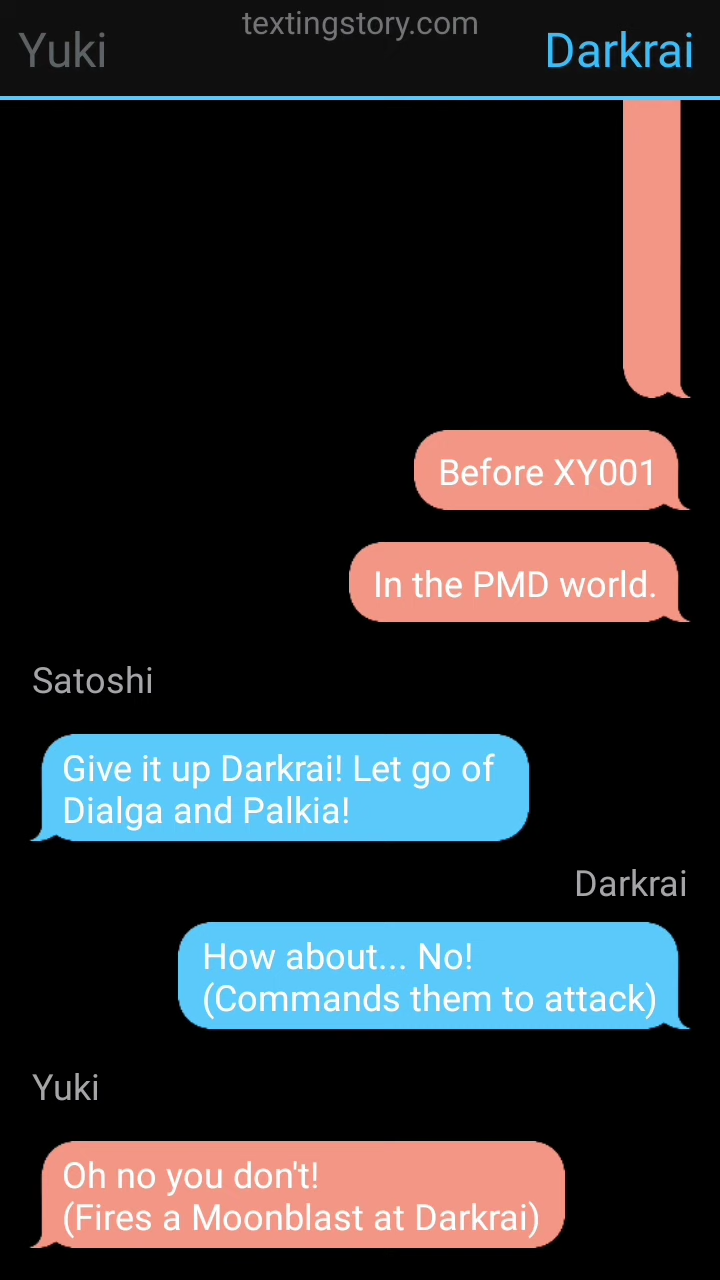 textingstory.com
Yuki
Darkrai
Before XY001
In the PMD world.
Satoshi
Give it up Darkrai! Let go of
Dialga and Palkia!
Darkrai
How about... No!
(Commands them to attack)
Yuki
Oh no you don't!
(Fires a Moonblast at Darkrai)